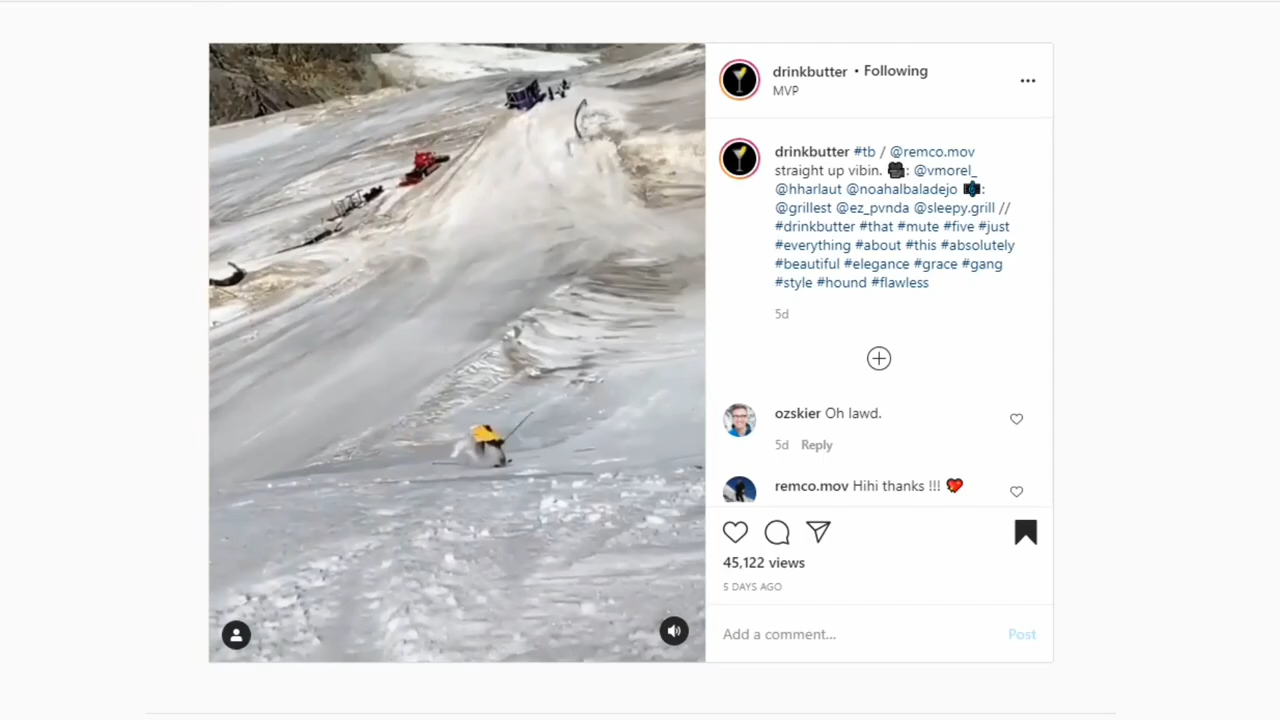 drinkbutter • Following
MVP
drinkbutter #tb / @remco.mov
straight up vibin. 🎥: @vmorel_
@hharlaut @noahalbaladejo 📷:
@grillest @ez_pvnda @sleepy.grill //
#drinkbutter #that #mute #five #just
#everything #about #this #absolutely
#beautiful #elegance #grace #gang
#style #hound #flawless
5d
ozskier Oh lawd.
5d Reply
remco.mov Hihi thanks !!! 💘
45,122 views
5 DAYS AGO
Add a comment... Post